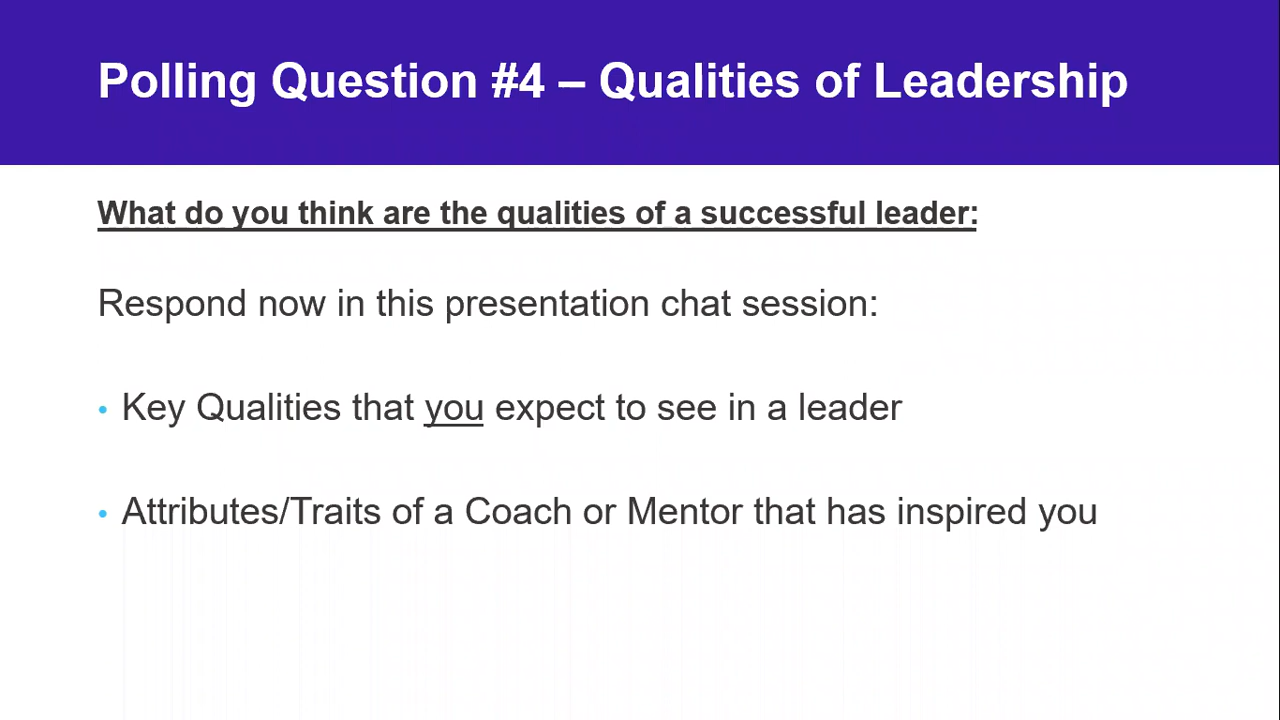 Polling Question #4 – Qualities of Leadership
What do you think are the qualities of a successful leader:
Respond now in this presentation chat session:
• Key Qualities that you expect to see in a leader
• Attributes/Traits of a Coach or Mentor that has inspired you